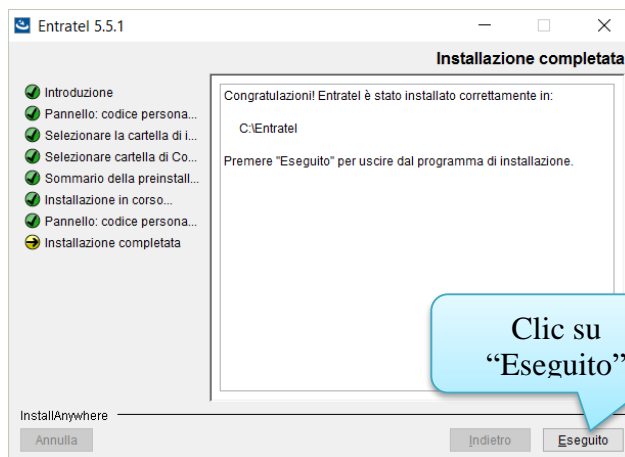 Entratel 5.5.1
Installazione completata
Introduzione
Pannello: codice persona...
Selezionare la cartella di i...
Selezionare cartella di Co...
Sommario della preinstall...
Installazione in corso...
Pannello: codice persona...
Installazione completata
Congratulazioni! Entratel è stato installato correttamente in:
C:\Entratel
Premere "Eseguito" per uscire dal programma di installazione.
Clic su
“Eseguito”
InstallAnywhere
Annulla
Indietro
Eseguito